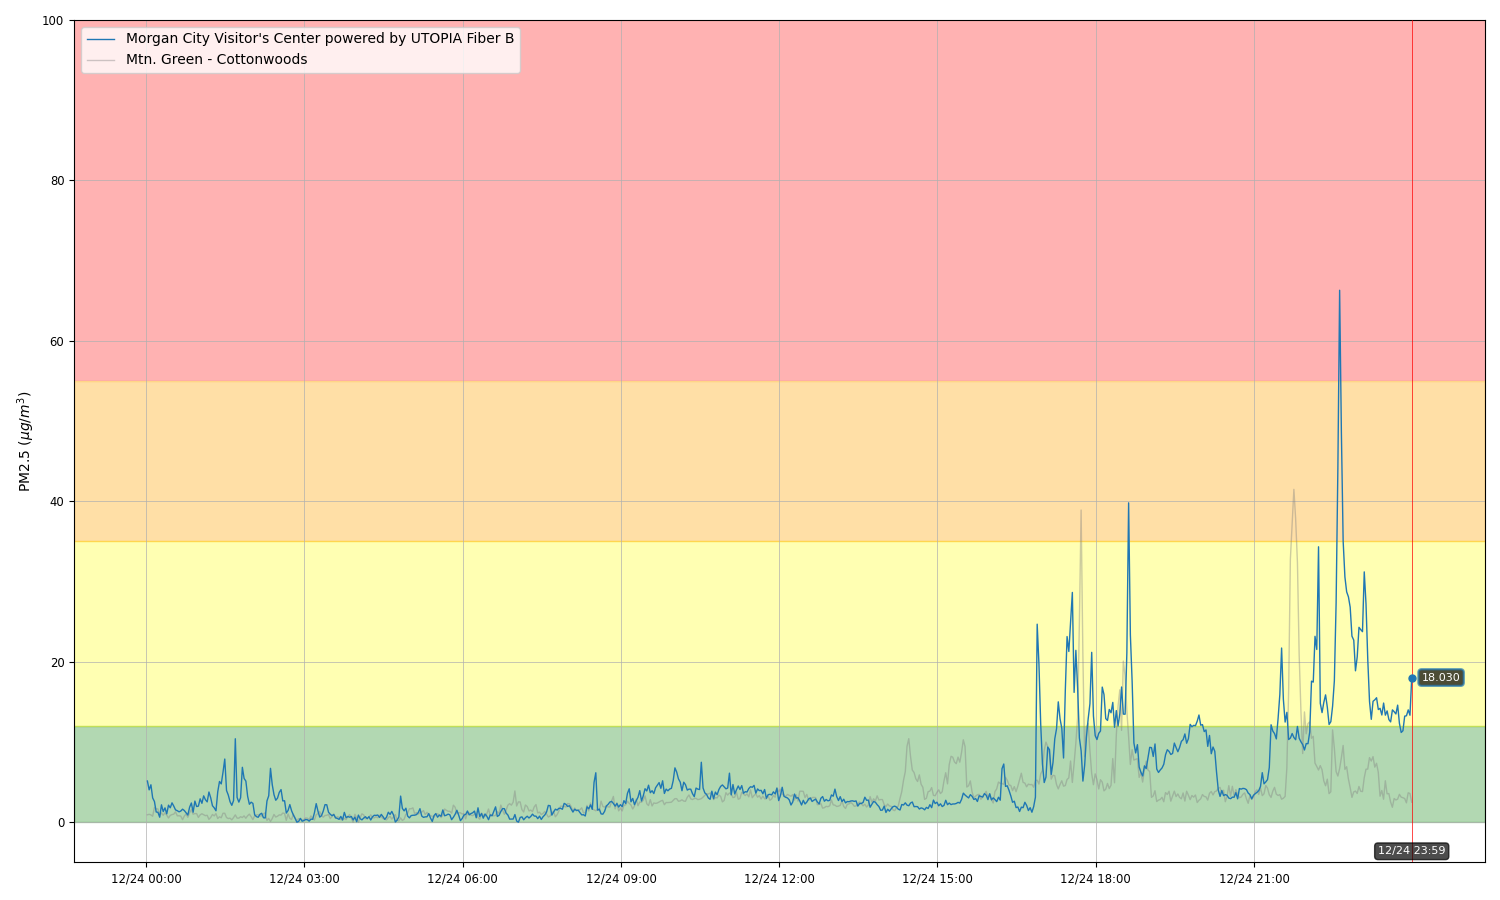 100
Morgan City Visitor's Center powered by UTOPIA Fiber B
Mtn. Green - Cottonwoods
80
60
40
20
0
PM2.5 (μg/m³)
18.030
12/24 23:59
12/24 00:00 12/24 03:00 12/24 06:00 12/24 09:00 12/24 12:00 12/24 15:00 12/24 18:00 12/24 21:00